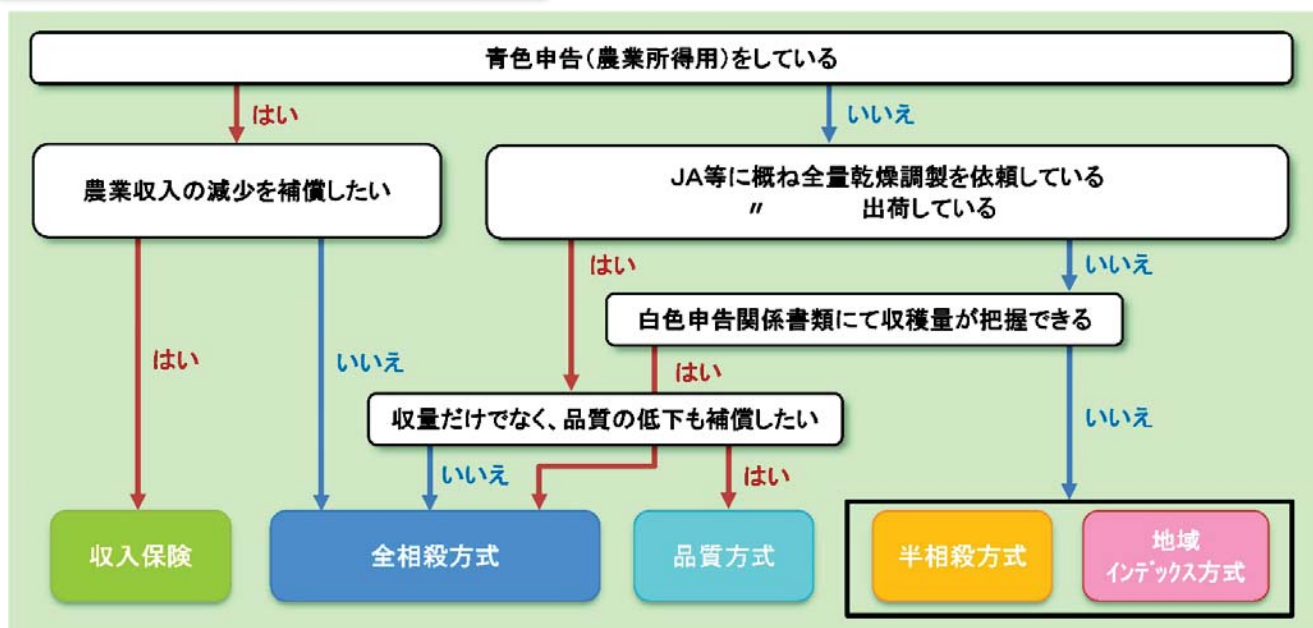 青色申告(農業所得用)をしている
はい
いいえ
農業収入の減少を補償したい
JA等に概ね全量乾燥調製を依頼している
〃 出荷している
はい
いいえ
白色申告関係書類にて収穫量が把握できる
はい
いいえ
はい
いいえ
収量だけでなく、品質の低下も補償したい
いいえ
はい
収入保険
全相殺方式
品質方式
半相殺方式
地域
インデックス方式